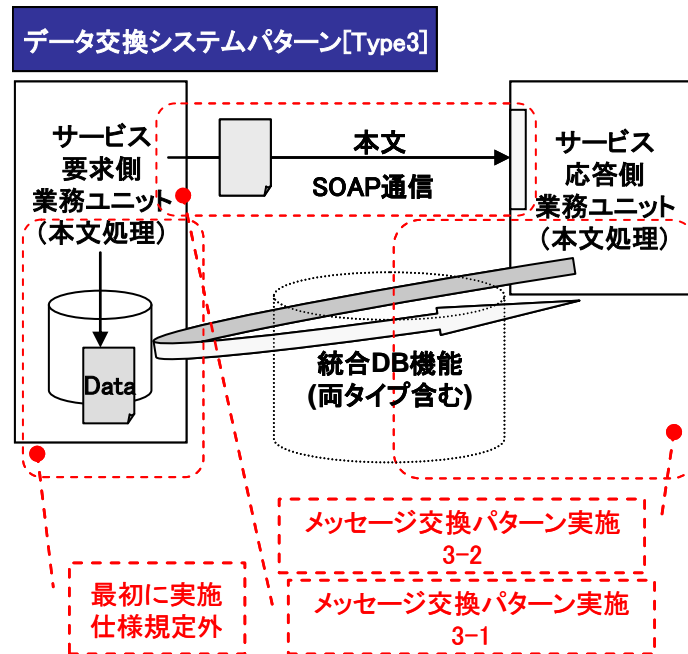 データ交換システムパターン[Type3]
サービス
要求側
業務ユニット
(本文処理)
本文
SOAP通信
サービス
応答側
業務ユニット
(本文処理)
Data
統合DB機能
(両タイプ含む)
メッセージ交換パターン実施
3-2
最初に実施
仕様規定外
メッセージ交換パターン実施
3-1